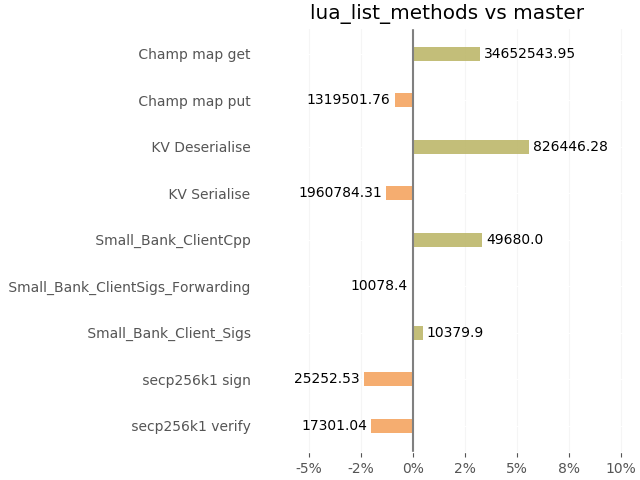 lua_list_methods vs master
Champ map get 34652543.95
Champ map put 1319501.76
KV Deserialise 826446.28
KV Serialise 1960784.31
Small_Bank_ClientCpp 49680.0
Small_Bank_ClientSigs_Forwarding 10078.4
Small_Bank_Client_Sigs 10379.9
secp256k1 sign 25252.53
secp256k1 verify 17301.04
-5% -2% 0% 2% 5% 8% 10%